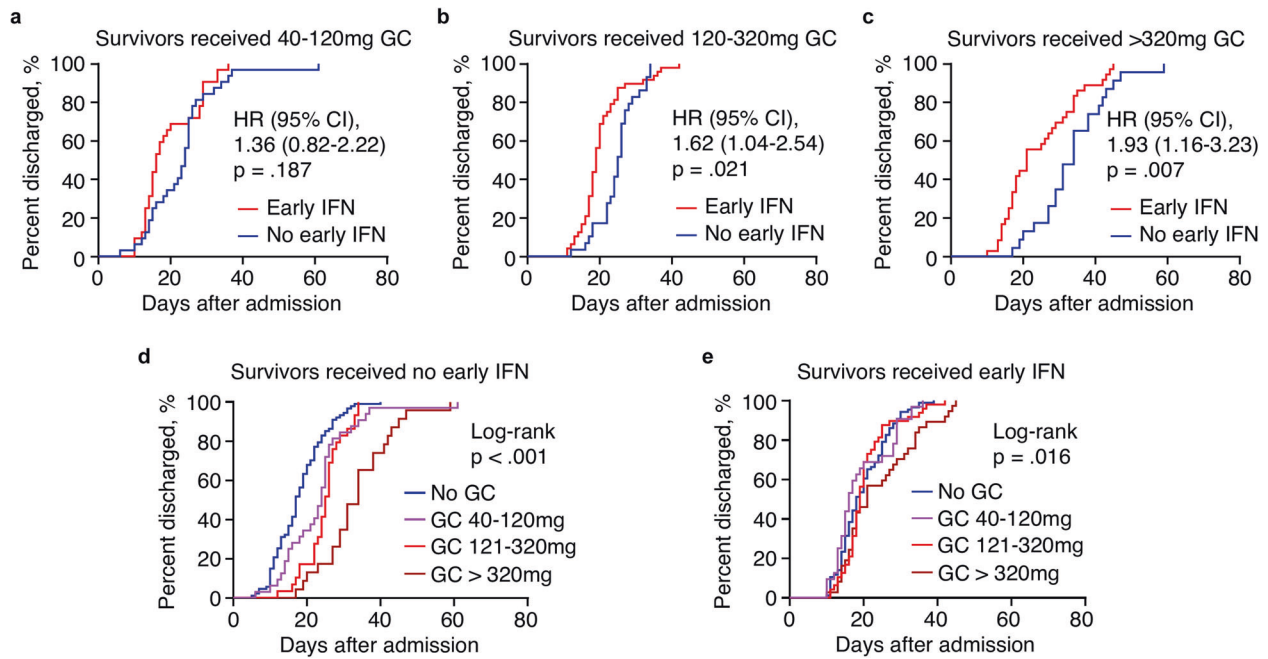 a
Survivors received 40-120mg GC
Percent discharged, %
100
80
60
40
20
0
HR (95% CI),
1.36 (0.82-2.22)
p = .187
Early IFN
No early IFN
0 20 40 60 80
Days after admission
b
Survivors received 120-320mg GC
Percent discharged, %
100
80
60
40
20
0
HR (95% CI),
1.62 (1.04-2.54)
p = .021
Early IFN
No early IFN
0 20 40 60 80
Days after admission
c
Survivors received >320mg GC
Percent discharged, %
100
80
60
40
20
0
HR (95% CI),
1.93 (1.16-3.23)
p = .007
Early IFN
No early IFN
0 20 40 60 80
Days after admission
d
Survivors received no early IFN
Percent discharged, %
100
80
60
40
20
0
Log-rank
p < .001
No GC
GC 40-120mg
GC 121-320mg
GC > 320mg
0 20 40 60 80
Days after admission
e
Survivors received early IFN
Percent discharged, %
100
80
60
40
20
0
Log-rank
p = .016
No GC
GC 40-120mg
GC 121-320mg
GC > 320mg
0 20 40 60 80
Days after admission